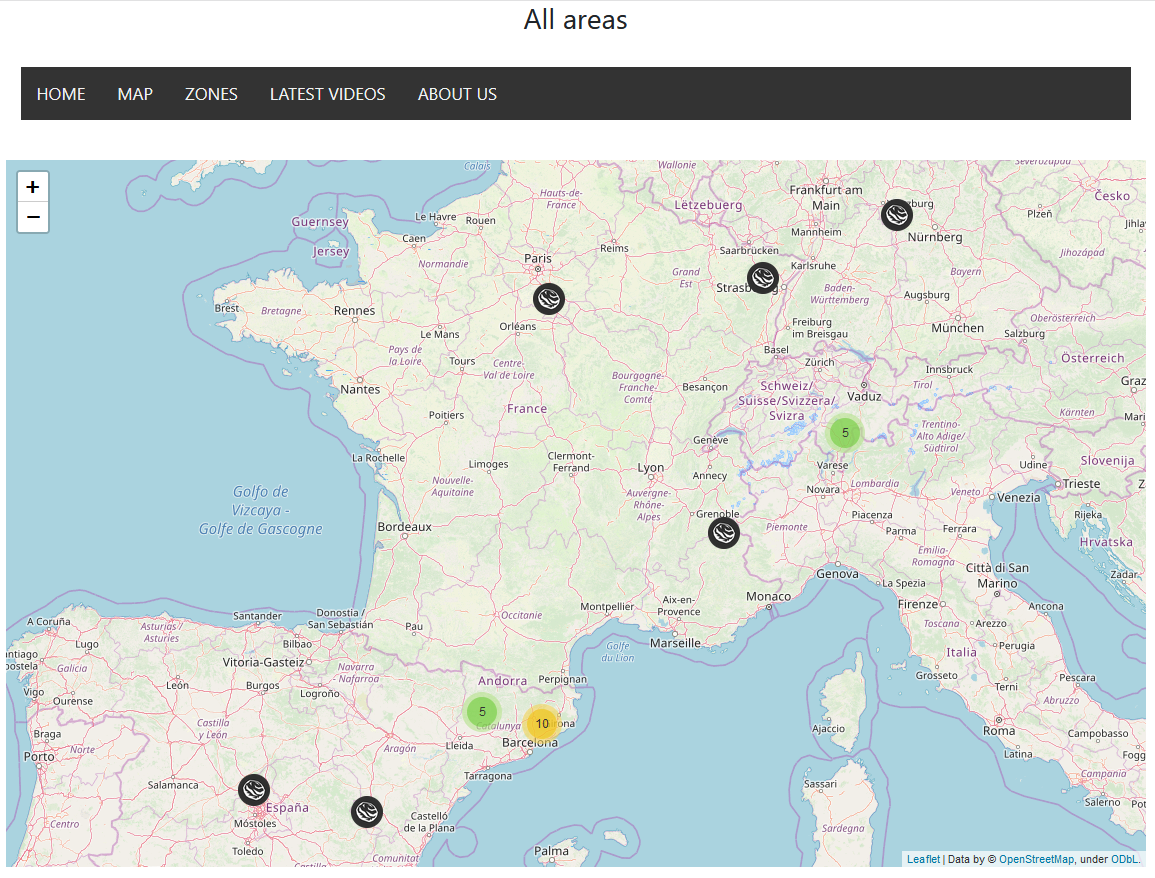 All areas
HOME MAP ZONES LATEST VIDEOS ABOUT US
+
−
Calais
Wallonie
Severozápad
Hauts-de-
France
Lëtzebuerg
Frankfurt am
Main
Česko
Guernsey
Le Havre
Rouen
Plzeň
Jersey
Caen
Reims
Saarbrücken
Mannheim
Nürnberg
Jihozápad
Normandie
Paris
Grand
Est
Karlsruhe
Bayern
Brest
Bretagne
Rennes
Baden-
Württemberg
Augsburg
Orléans
Le Mans
Freiburg
im Breisgau
München
Oberösterreich
Salzburg
Pays de
la Loire
Tours
Centre-
Val de Loire
Basel
Zürich
Innsbruck
Österreich
Nantes
Bourgogne-
Franche-
Comté
Besançon
Schweiz/
Suisse/Svizzera/
Svizra
Vaduz
Tirol
Graz
Poitiers
France
Kärnten
5
Trentino-
Alto Adige/
Südtirol
La Rochelle
Limoges
Clermont-
Ferrand
Lyon
Genève
Annecy
Varese
Udine
Slovenija
Golfo de
Vizcaya -
Golfe de Gascogne
Nouvelle-
Aquitaine
Auvergne-
Rhône-
Alpes
Novara
Lombardia
Veneto
Venezia
Trieste
Bordeaux
Grenoble
Piemonte
Piacenza
Parma
Ferrara
Rijeka
Hrvatska
Emilia-
Romagna
Genova
La Spezia
Città di San
Marino
Zadar
A Coruña
Santander
Donostia /
San Sebastián
Occitanie
Montpellier
Aix-en-
Provence
Monaco
Firenze
Ancona
Lugo
Asturias /
Asturies
Bilbao
Pau
Marseille
Toscana
Arezzo
Galicia
Vitoria-Gasteiz
Navarra
Nafarroa
Golfe
du Lion
Italia
Perugia
Vigo
Ourense
León
Burgos
Logroño
Andorra
Perpignan
Grosseto
Terni
Pescara
Abruzzo
Braga
Norte
Castilla
y León
5
10
Catalunya
Ajaccio
Roma
Campobasso
Porto
Aragón
Lleida
Barcelona
Latina
Salamanca
Tarragona
Sassari
Campania
España
Móstoles
Castelló
de la Plana
Salerno
Centro
Toledo
Comunitat
Palma
Sardegna
Leaflet | Data by © OpenStreetMap, under ODbL.